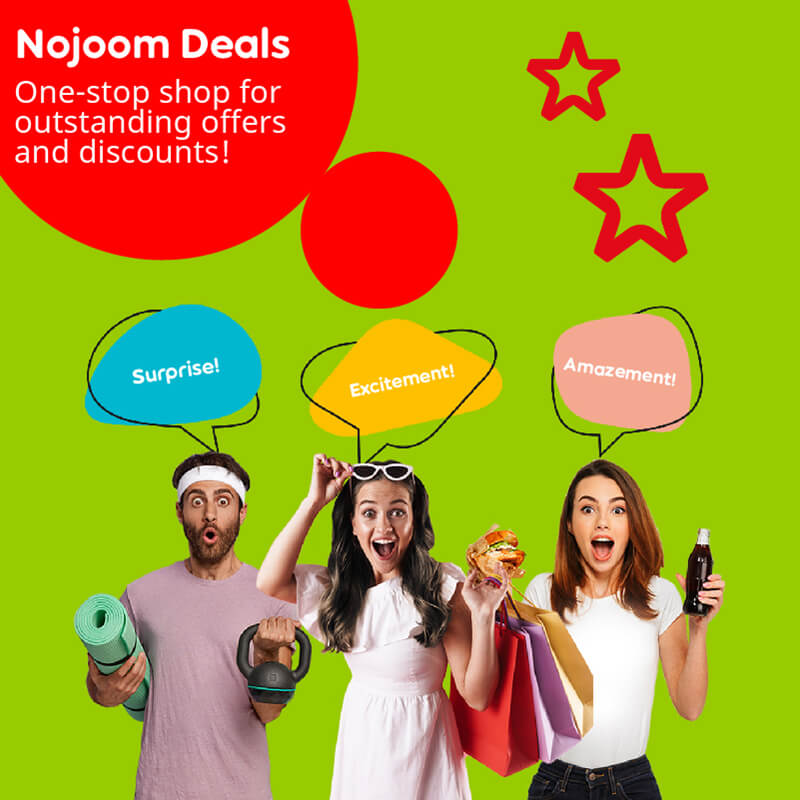 Nojoom Deals
One-stop shop for
outstanding offers
and discounts!
Surprise!
Excitement!
Amazement!